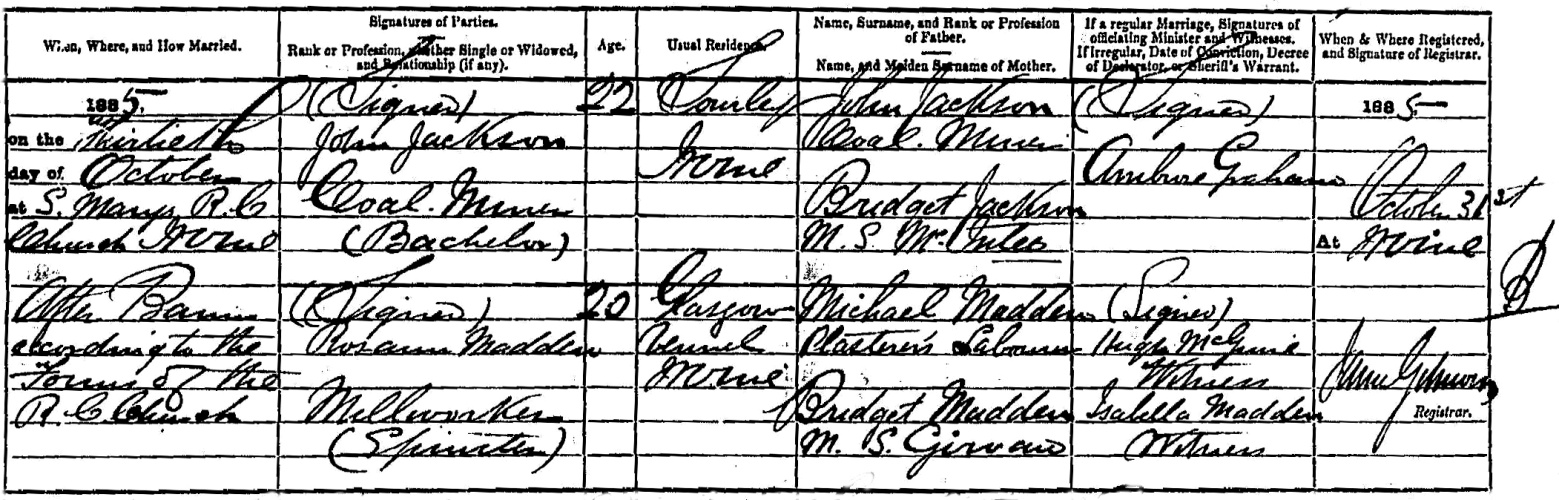 When, Where, and How Married.
Signatures of Parties.
Rank or Profession, whether Single or Widowed,
and Relationship (if any).
Age.
Usual Residence.
Name, Surname, and Rank or Profession
of Father.
Name, and Maiden Surname of Mother.
If a regular Marriage, Signatures of
officiating Minister and Witnesses.
If Irregular, Date of Conviction, Decree
of Declarator, or Sheriff's Warrant.
When & Where Registered,
and Signature of Registrar.
1885,
on the Thirtieth
day of October
at S. Marys R.C
Church Irvine
After Banns
according to the
Forms of the
R. C. Church
(Signed)
John Jackson
Coal Miner
(Bachelor)
(Signed)
Rosann Madden
Millworker
(Spinster)
22
20
Irvine
Glasgow
Vennel
Irvine
John Jackson
Coal Miner
Bridget Jackson
M. S.
Michael Madden
Plasterer's Labourer
Bridget Madden
M. S. Girvan
(Signed)
Graham
(Signed)
Hugh McGuire
Witness
Isabella Madden
Witness
1885
October 31st
At Irvine
Registrar.